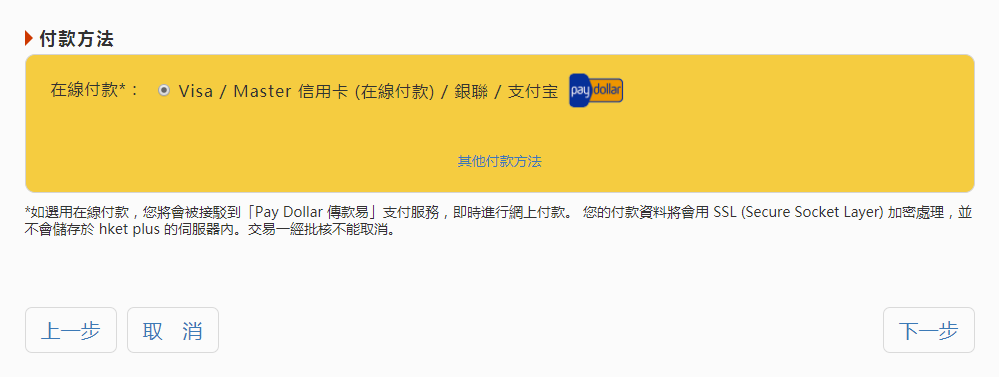 付款方法
在線付款*： Visa / Master 信用卡 (在線付款) / 銀聯 / 支付宝 paydollar
其他付款方法
*如選用在線付款，您將會被接駁到「Pay Dollar 傳款易」支付服務，即時進行網上付款。 您的付款資料將會用 SSL (Secure Socket Layer) 加密處理，並
不會儲存於 hket plus 的伺服器內。交易一經批核不能取消。
上一步 取 消 下一步